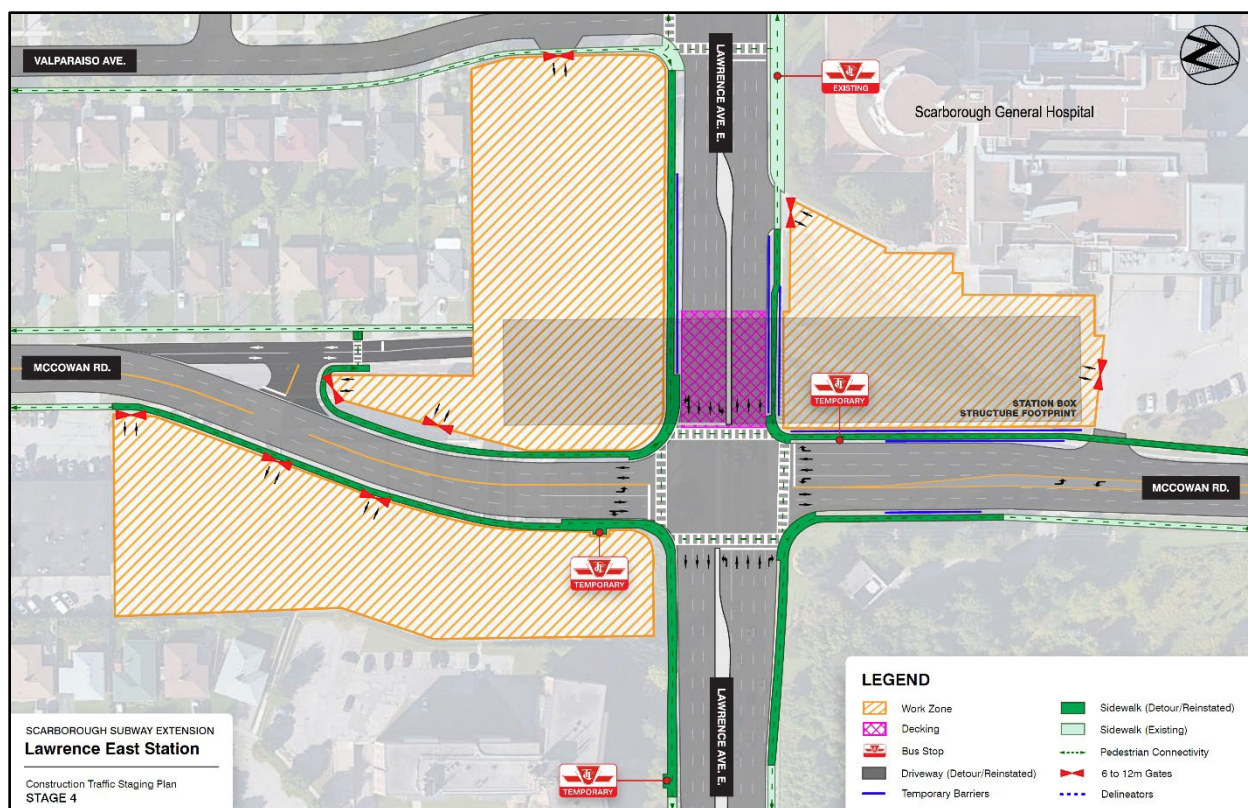 VALPARAISO AVE.
LAWRENCE AVE. E.
EXISTING
N
Scarborough General Hospital
MCCOWAN RD.
TEMPORARY
STATION BOX
STRUCTURE FOOTPRINT
MCCOWAN RD.
TEMPORARY
LAWRENCE AVE. E.
TEMPORARY
SCARBOROUGH SUBWAY EXTENSION
Lawrence East Station
Construction Traffic Staging Plan
STAGE 4
LEGEND
Work Zone
Decking
Bus Stop
Driveway (Detour/Reinstated)
Temporary Barriers
Sidewalk (Detour/Reinstated)
Sidewalk (Existing)
Pedestrian Connectivity
6 to 12m Gates
Delineators